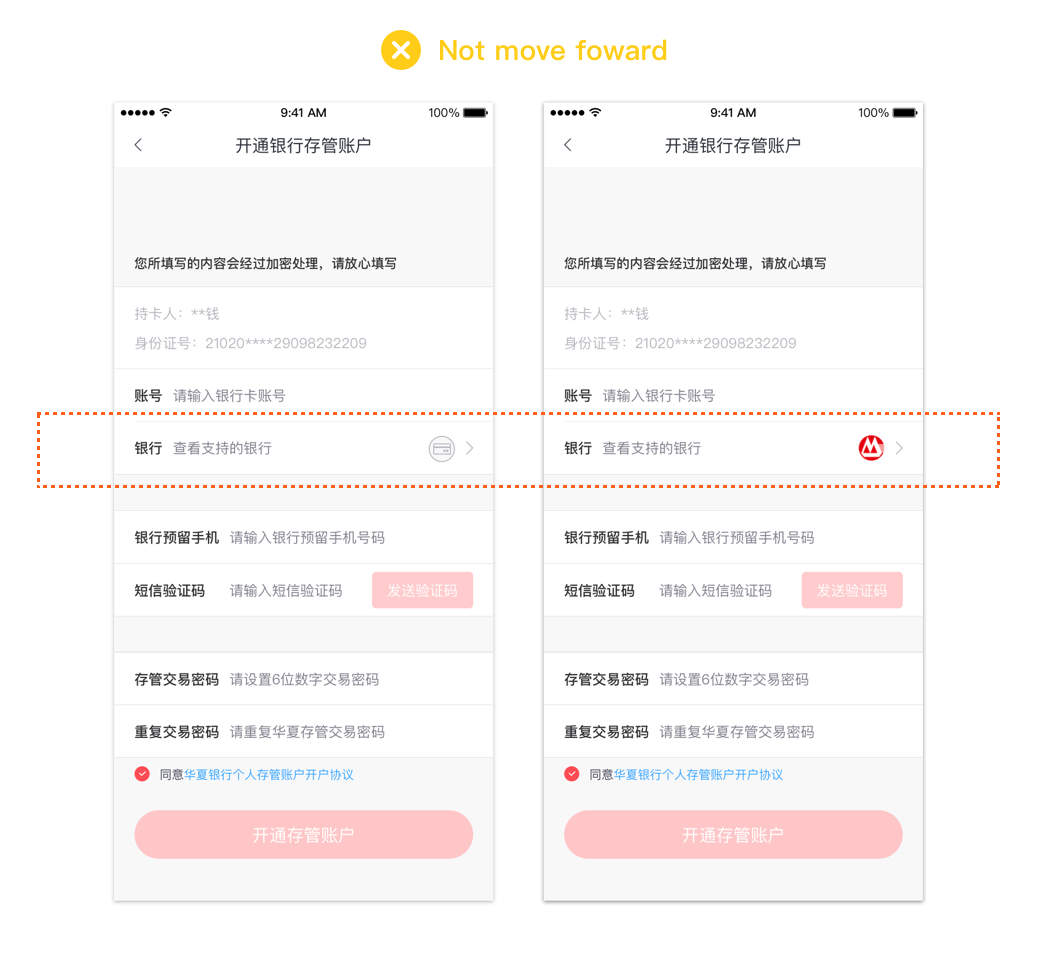 Not move foward
9:41 AM 100%
开通银行存管账户
您所填写的内容会经过加密处理，请放心填写
持卡人：**钱
身份证号：21020****29098232209
账号 请输入银行卡账号
银行 查看支持的银行
银行预留手机 请输入银行预留手机号码
短信验证码 请输入短信验证码 发送验证码
存管交易密码 请设置6位数字交易密码
重复交易密码 请重复华夏存管交易密码
同意华夏银行个人存管账户开户协议
开通存管账户
9:41 AM 100%
开通银行存管账户
您所填写的内容会经过加密处理，请放心填写
持卡人：**钱
身份证号：21020****29098232209
账号 请输入银行卡账号
银行 查看支持的银行
银行预留手机 请输入银行预留手机号码
短信验证码 请输入短信验证码 发送验证码
存管交易密码 请设置6位数字交易密码
重复交易密码 请重复华夏存管交易密码
同意华夏银行个人存管账户开户协议
开通存管账户